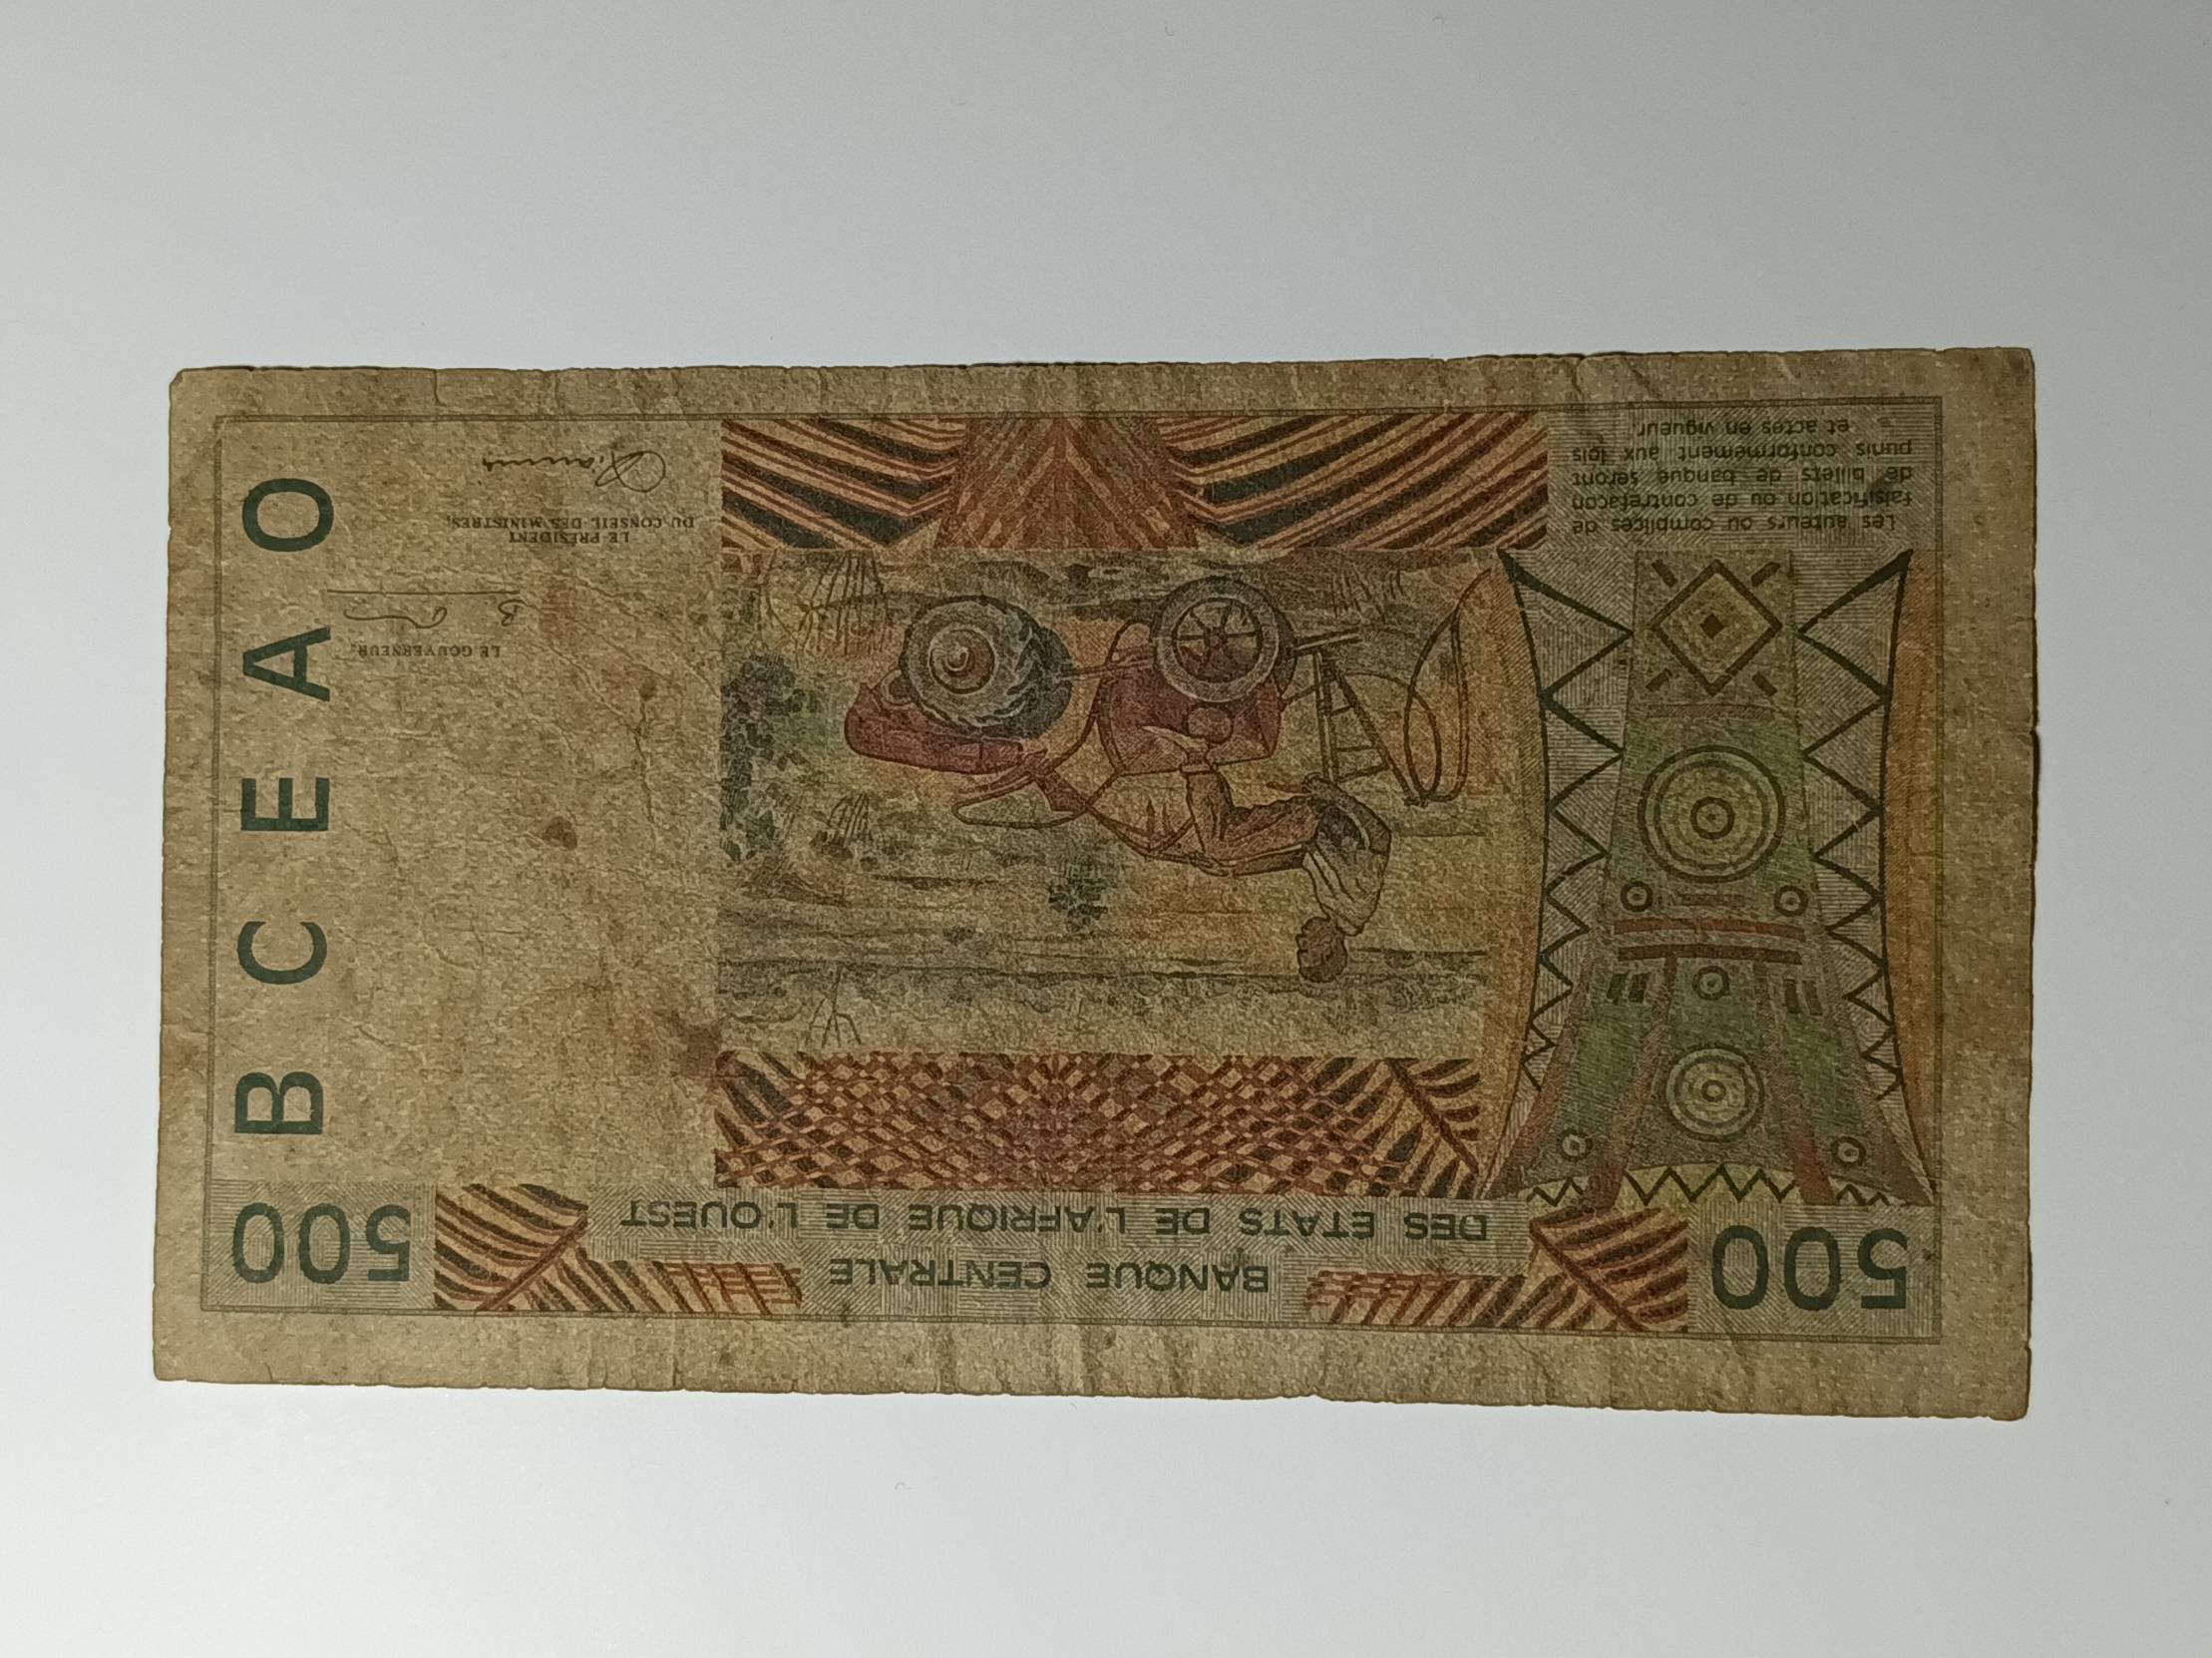 500
BANQUE CENTRALE
DES ETATS DE L'AFRIQUE DE L'OUEST
500
BCEAO
LE GOUVERNEUR,
LE PRÉSIDENT
DU CONSEIL DES MINISTRES,
Les auteurs ou complices de
falsification ou de contrefaçon
de billets de banque seront
punis conformément aux lois
et actes en vigueur.